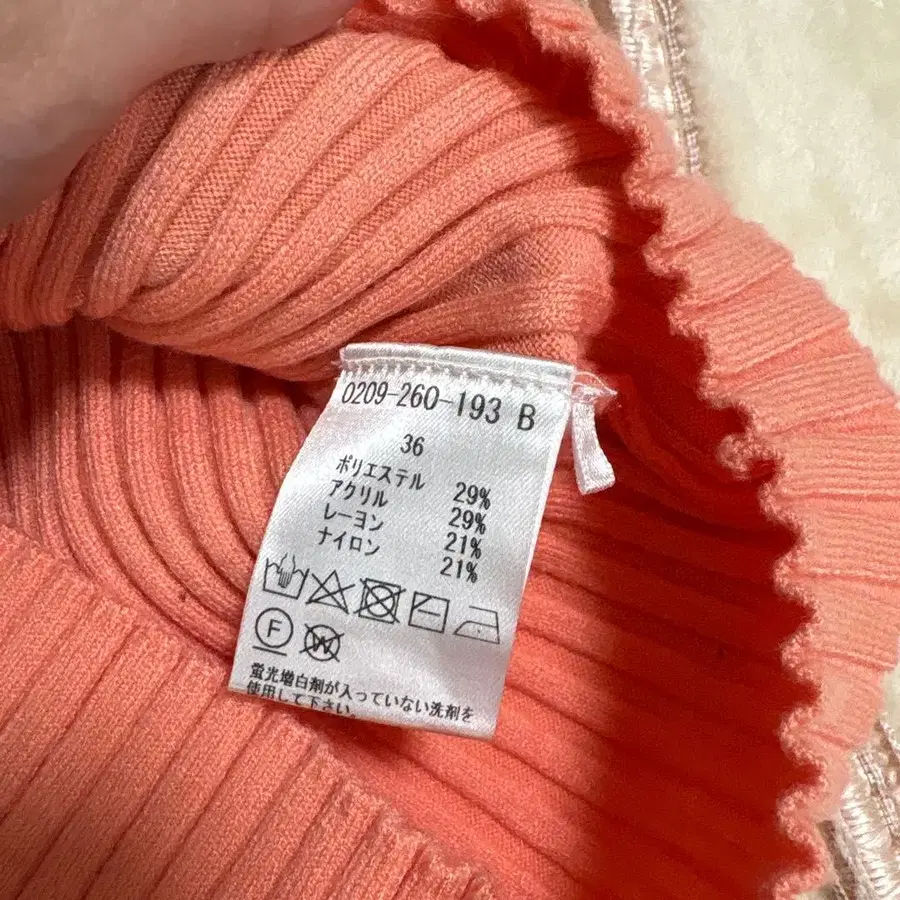 0209-260-193 B
36
ポリエステル 29%
アクリル 29%
レーヨン 21%
ナイロン 21%
F W
蛍光増白剤が入っていない洗剤を
使用して下さい。